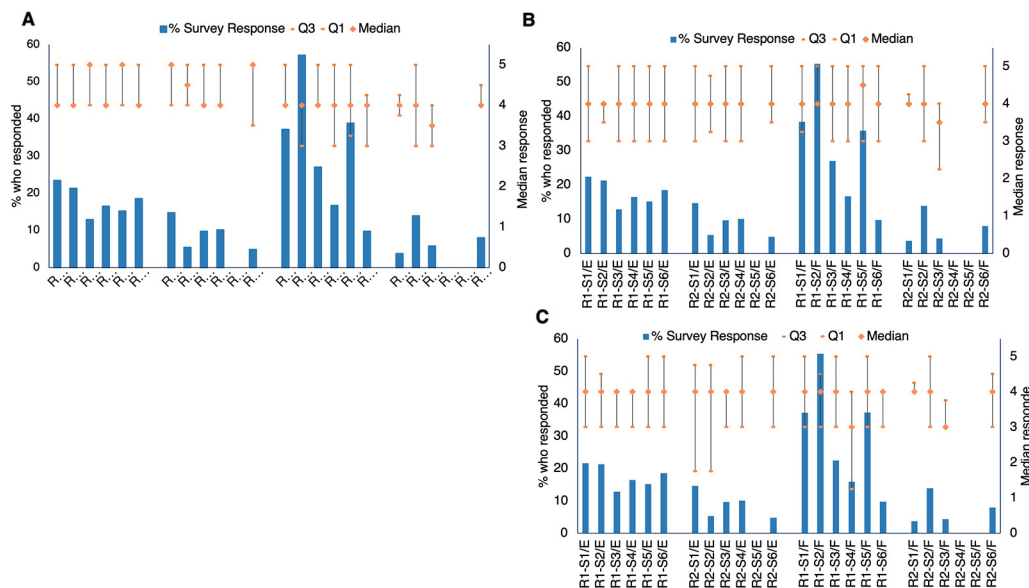 A
% Survey Response Q3 Q1 Median
60
50
40
30
20
10
0
% who responded
5
4
3
2
1
0
Median response
R... R... R... R... R... R... R... R... R... R... R... R... R... R... R... R... R... R... R... R... R... R...
B
% Survey Response Q3 Q1 Median
60
50
40
30
20
10
0
% who responded
5
4
3
2
1
0
Median response
R1-S1/E R1-S2/E R1-S3/E R1-S4/E R1-S5/E R1-S6/E R2-S1/E R2-S2/E R2-S3/E R2-S4/E R2-S5/E R2-S6/E R1-S1/F R1-S2/F R1-S3/F R1-S4/F R1-S5/F R1-S6/F R2-S1/F R2-S2/F R2-S3/F R2-S4/F R2-S5/F R2-S6/F
C
% Survey Response Q3 Q1 Median
60
50
40
30
20
10
0
% who responded
5
4
3
2
1
0
Median responde
R1-S1/E R1-S2/E R1-S3/E R1-S4/E R1-S5/E R1-S6/E R2-S1/E R2-S2/E R2-S3/E R2-S4/E R2-S5/E R2-S6/E R1-S1/F R1-S2/F R1-S3/F R1-S4/F R1-S5/F R1-S6/F R2-S1/F R2-S2/F R2-S3/F R2-S4/F R2-S5/F R2-S6/F